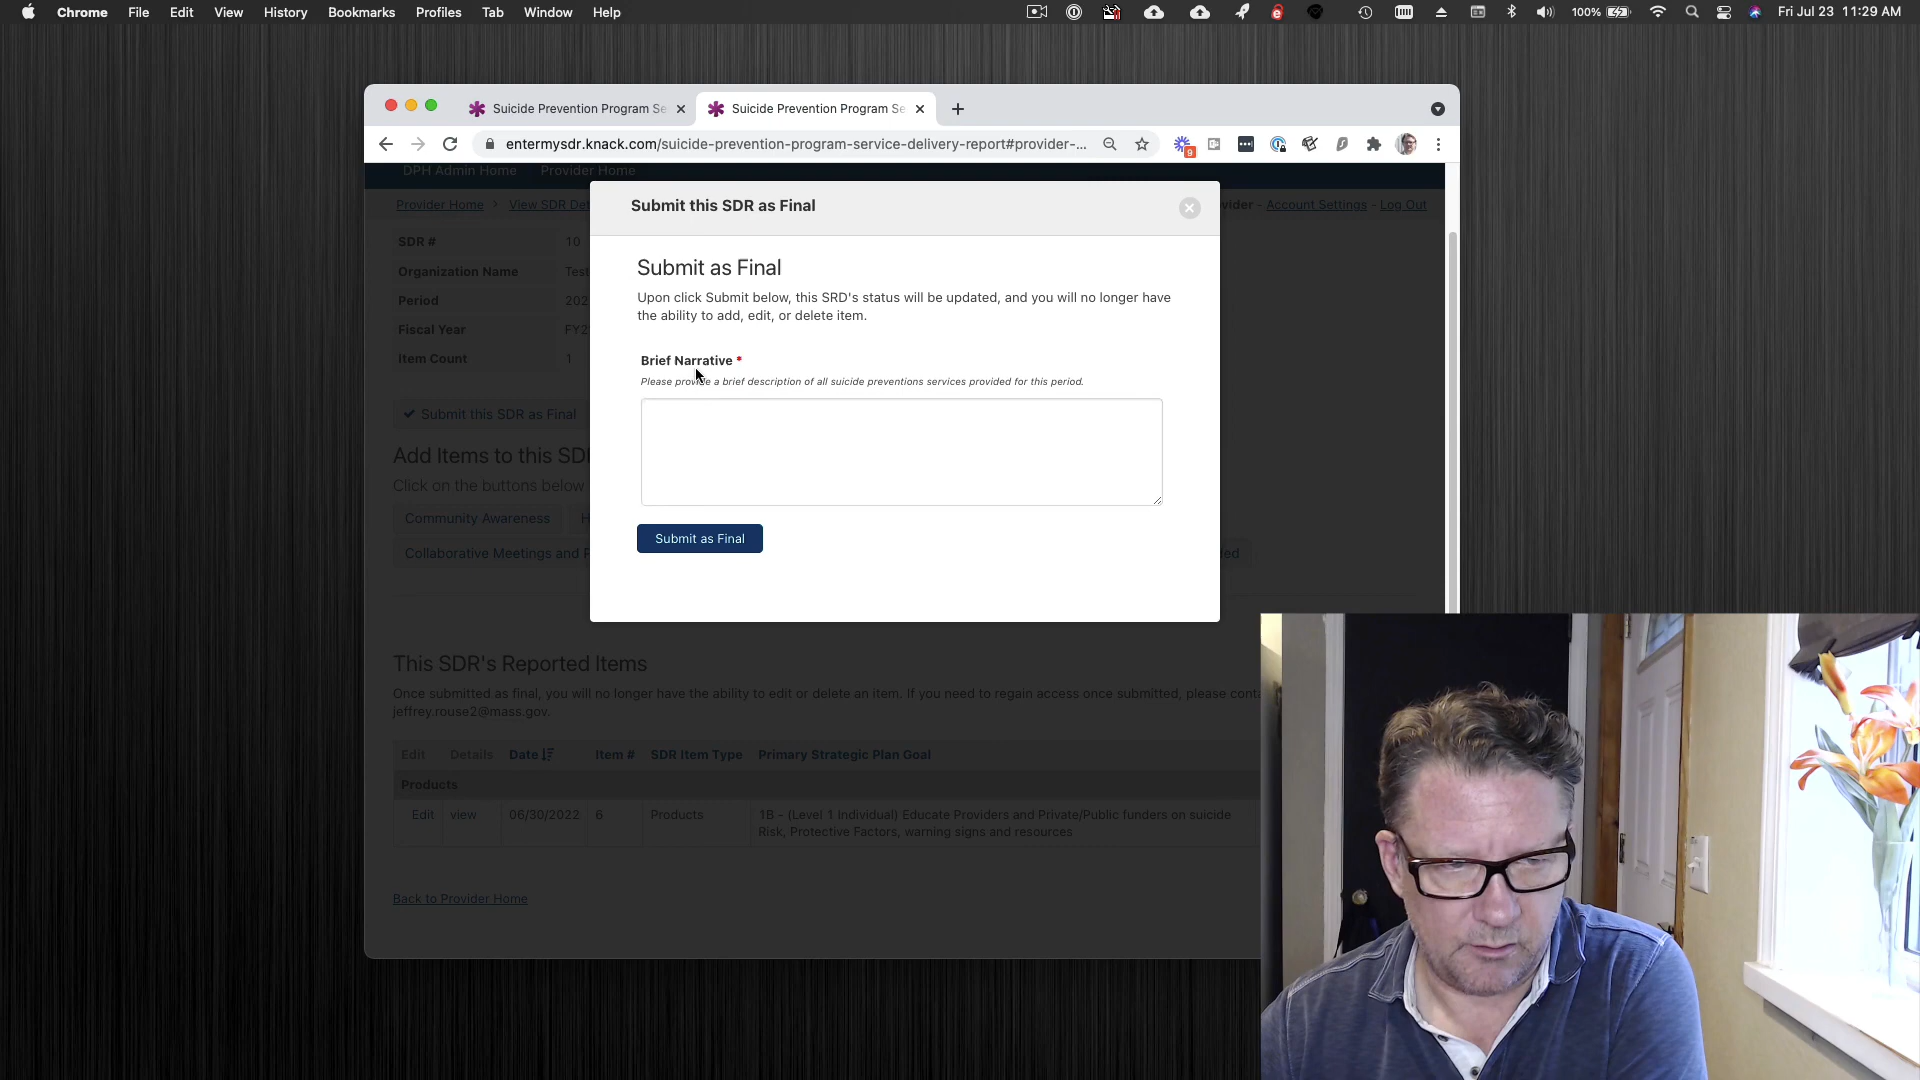 Chrome File Edit View History Bookmarks Profiles Tab Window Help
100% Fri Jul 23 11:29 AM
Suicide Prevention Program Se
Suicide Prevention Program Se
entermysdr.knack.com/suicide-prevention-program-service-delivery-report#provider-...
9
DPH Admin Home Provider Home
Provider Home > View SDR Det
vider - Account Settings - Log Out
Submit this SDR as Final
SDR # 10
Organization Name Test
Period 202
Fiscal Year FY2
Item Count 1
Submit as Final
Upon click Submit below, this SRD's status will be updated, and you will no longer have
the ability to add, edit, or delete item.
Brief Narrative *
Please provide a brief description of all suicide preventions services provided for this period.
Submit as Final
✔ Submit this SDR as Final
Add Items to this SD
Click on the buttons below
Community Awareness H
Collaborative Meetings and P
ed
This SDR's Reported Items
Once submitted as final, you will no longer have the ability to edit or delete an item. If you need to regain access once submitted, please conta
jeffrey.rouse2@mass.gov.
Edit Details Date Item # SDR Item Type Primary Strategic Plan Goal
Products
Edit view 06/30/2022 6 Products 1B - (Level 1 Individual) Educate Providers and Private/Public funders on suicide
Risk, Protective Factors, warning signs and resources
Back to Provider Home